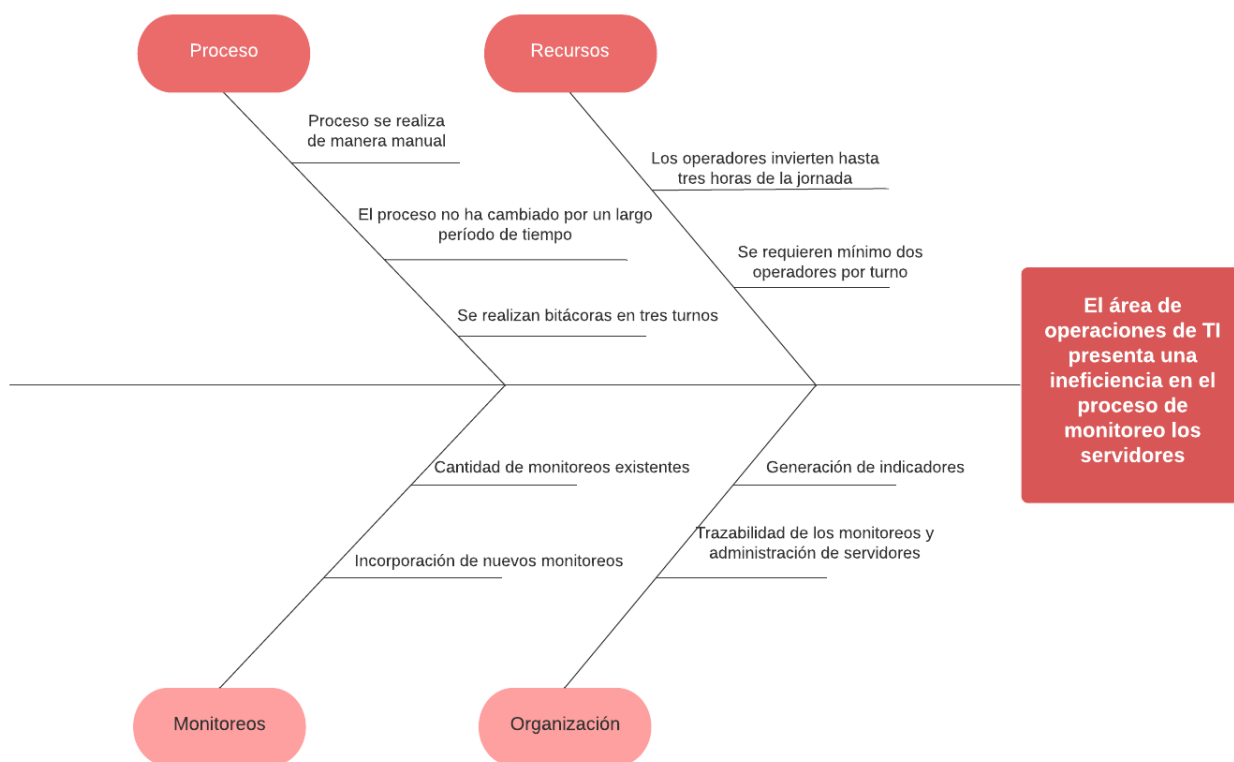 Proceso
Recursos
Proceso se realiza
de manera manual
Los operadores invierten hasta
tres horas de la jornada
El proceso no ha cambiado por un largo
período de tiempo
Se requieren mínimo dos
operadores por turno
Se realizan bitácoras en tres turnos
El área de
operaciones de TI
presenta una
ineficiencia en el
proceso de
monitoreo los
servidores
Cantidad de monitoreos existentes
Generación de indicadores
Incorporación de nuevos monitoreos
Trazabilidad de los monitoreos y
administración de servidores
Monitoreos
Organización